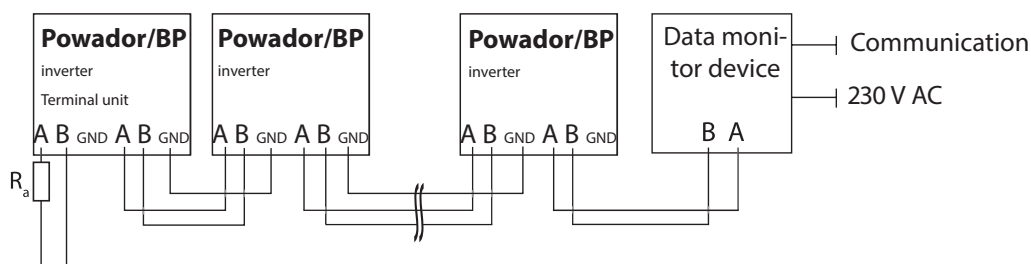 Powador/BP
inverter
Terminal unit
A B GND A B GND
Powador/BP
inverter
A B GND A B GND
Powador/BP
inverter
A B GND A B GND
Data moni-
tor device
B A
Communication
230 V AC
Ra